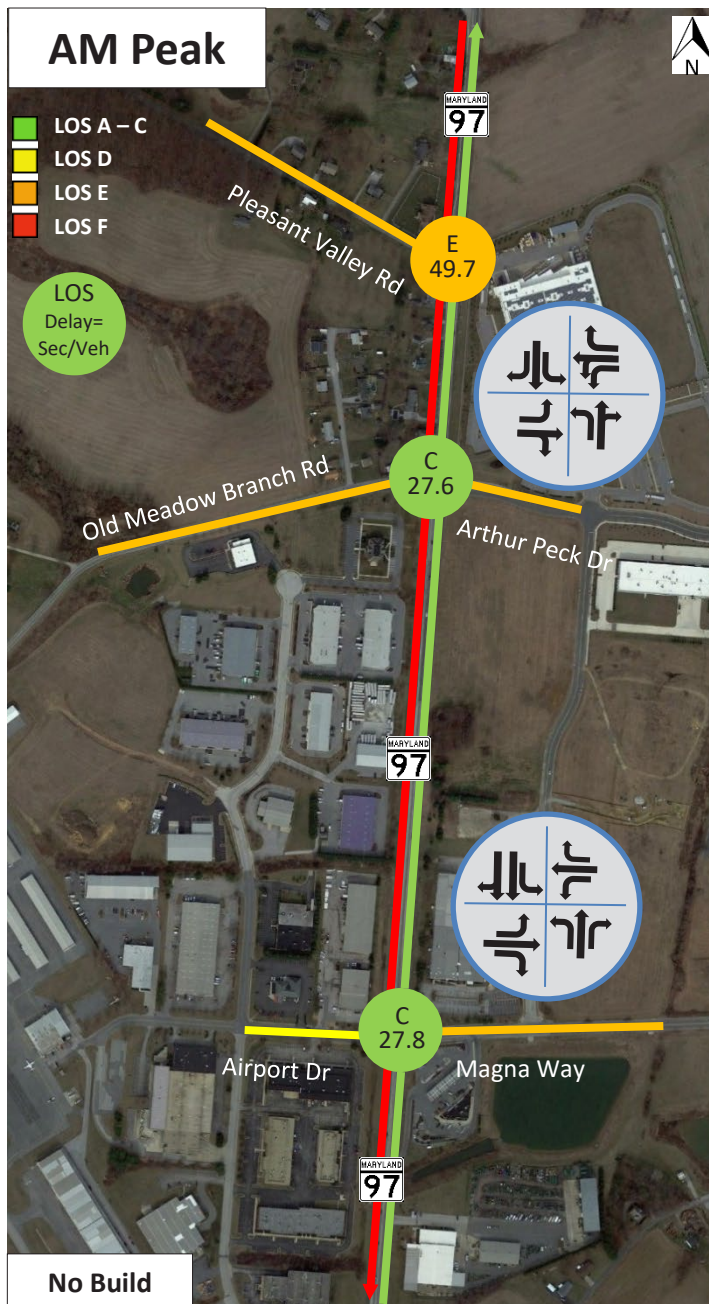 AM Peak
N
LOS A – C
LOS D
LOS E
LOS F
LOS
Delay=
Sec/Veh
MARYLAND
97
Pleasant Valley Rd
E
49.7
Old Meadow Branch Rd
C
27.6
Arthur Peck Dr
MARYLAND
97
C
27.8
Airport Dr
Magna Way
MARYLAND
97
No Build